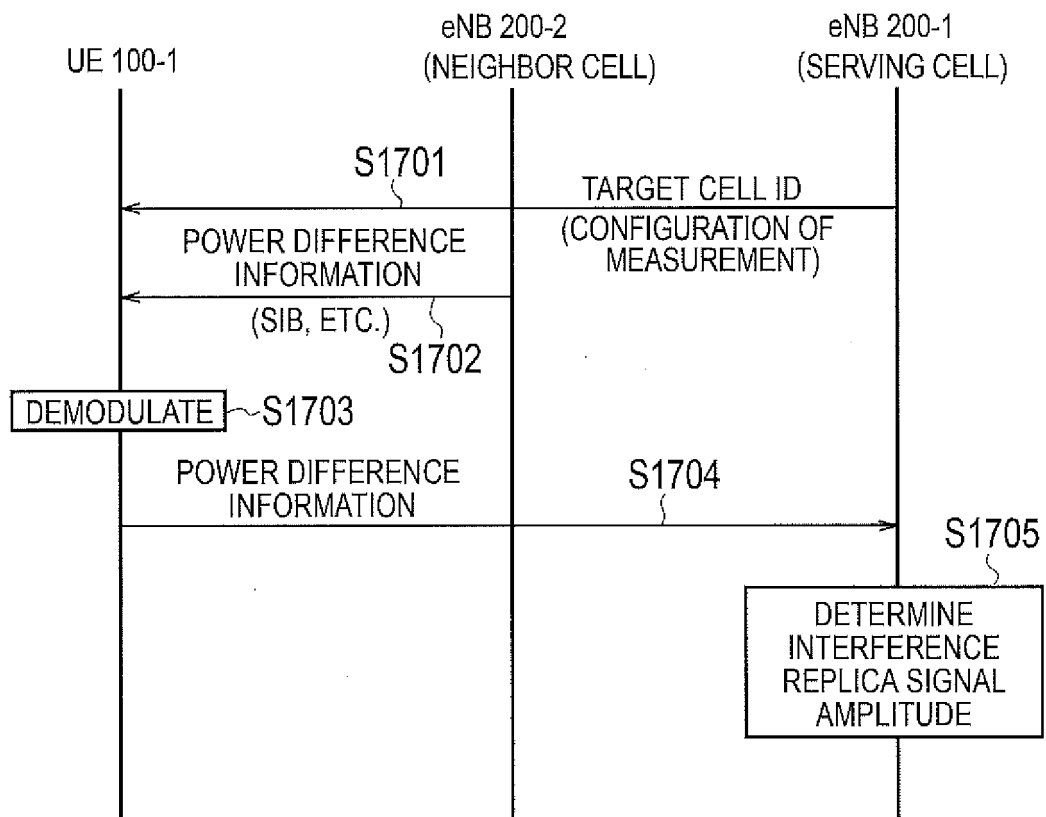 UE 100-1
eNB 200-2
(NEIGHBOR CELL)
eNB 200-1
(SERVING CELL)
S1701
TARGET CELL ID
(CONFIGURATION OF
MEASUREMENT)
POWER DIFFERENCE
INFORMATION
(SIB, ETC.)
S1702
DEMODULATE
S1703
POWER DIFFERENCE
INFORMATION
S1704
S1705
DETERMINE
INTERFERENCE
REPLICA SIGNAL
AMPLITUDE